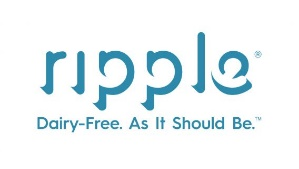 ripple®
Dairy-Free. As It Should Be.™